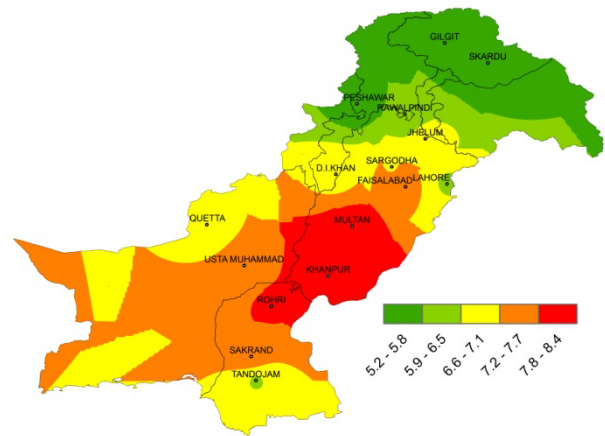 GILGIT
SKARDU
PESHAWAR
RAWALPINDI
JHELUM
SARGODHA
D.I.KHAN
LAHORE
FAISALABAD
QUETTA
MULTAN
USTA MUHAMMAD
KHANPUR
ROHRI
SAKRAND
TANDOJAM
5.2 - 5.8
5.9 - 6.5
6.6 - 7.1
7.2 - 7.7
7.8 - 8.4